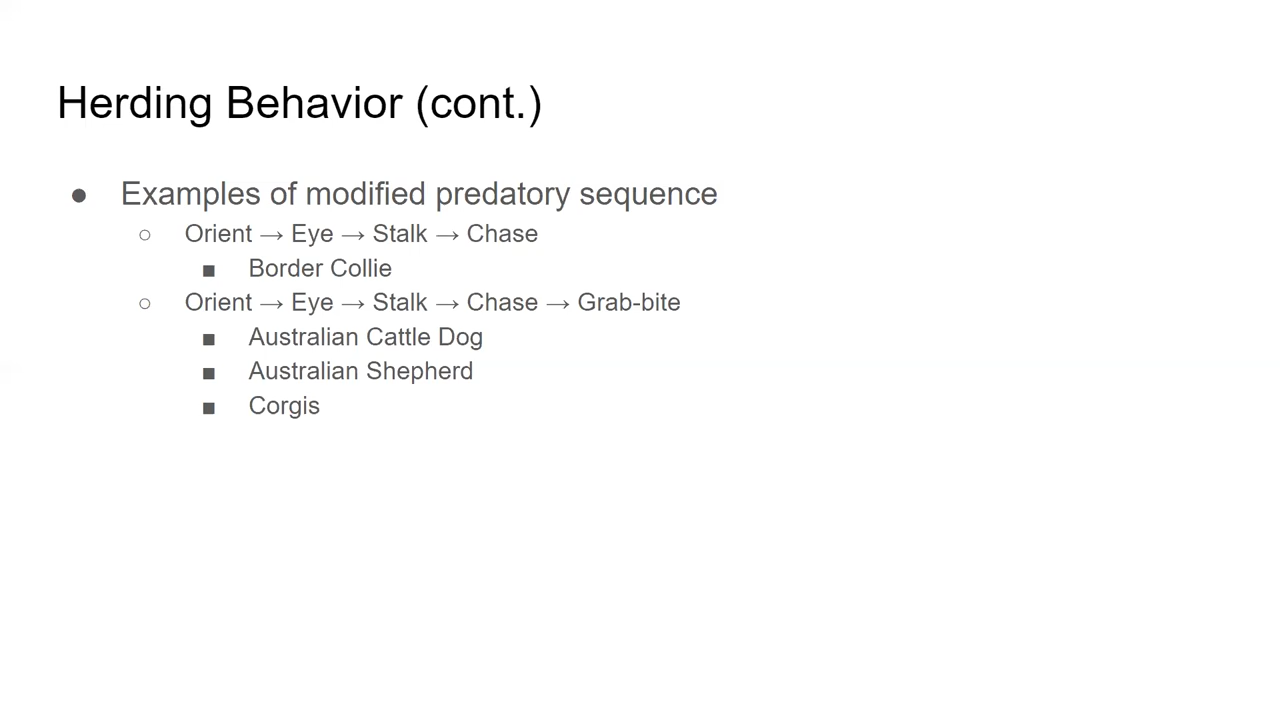 Herding Behavior (cont.)
● Examples of modified predatory sequence
○ Orient → Eye → Stalk → Chase
■ Border Collie
○ Orient → Eye → Stalk → Chase → Grab-bite
■ Australian Cattle Dog
■ Australian Shepherd
■ Corgis